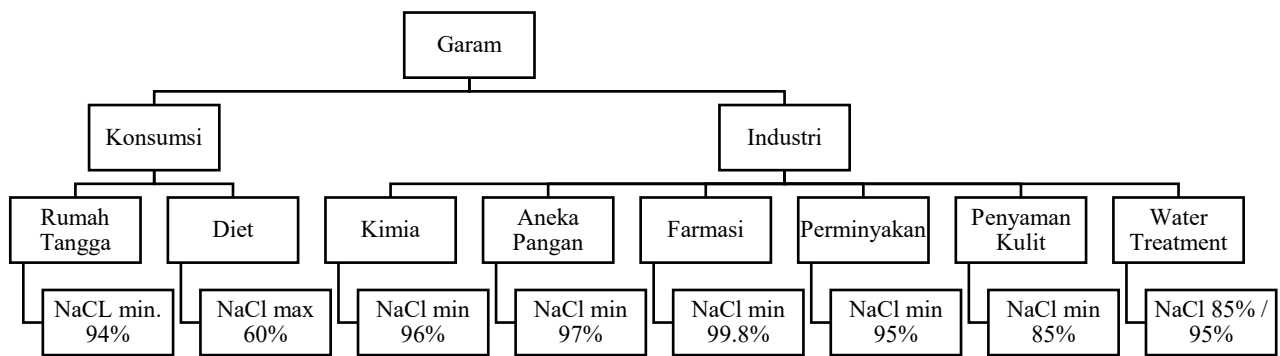 Garam
Konsumsi
Industri
Rumah
Tangga
Diet
Kimia
Aneka
Pangan
Farmasi
Perminyakan
Penyaman
Kulit
Water
Treatment
NaCL min.
94%
NaCl max
60%
NaCl min
96%
NaCl min
97%
NaCl min
99.8%
NaCl min
95%
NaCl min
85%
NaCl 85% /
95%